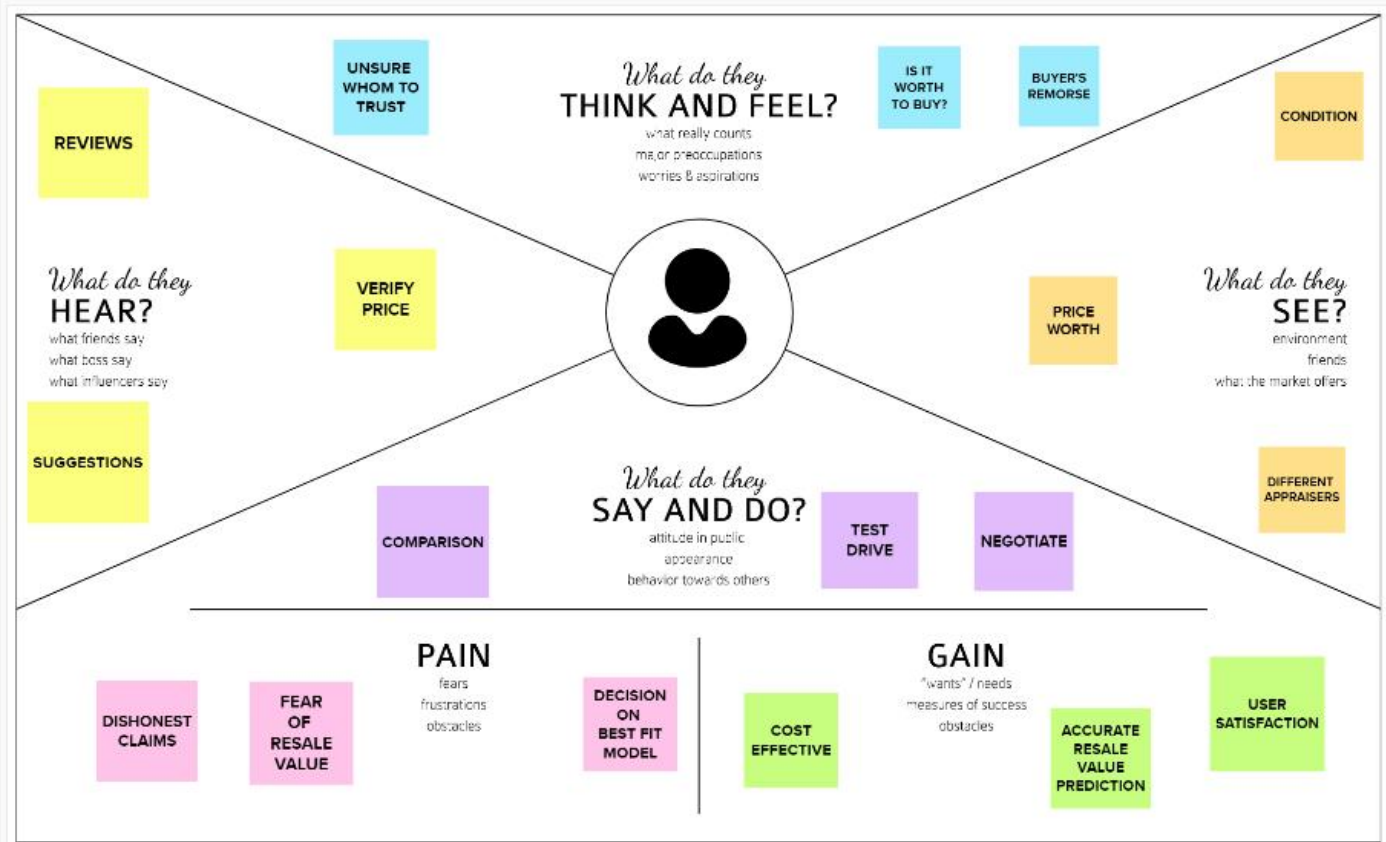 What do they
THINK AND FEEL?
what really counts
major preoccupations
worries & aspirations
UNSURE
WHOM TO
TRUST
IS IT
WORTH
TO BUY?
BUYER'S
REMORSE
REVIEWS
VERIFY
PRICE
What do they
HEAR?
what friends say
what boss say
what influencers say
SUGGESTIONS
CONDITION
PRICE
WORTH
What do they
SEE?
environment
friends
what the market offers
DIFFERENT
APPRAISERS
What do they
SAY AND DO?
attitude in public
appearance
behavior towards others
COMPARISON
TEST
DRIVE
NEGOTIATE
PAIN
fears
frustrations
obstacles
DISHONEST
CLAIMS
FEAR
OF
RESALE
VALUE
DECISION
ON
BEST FIT
MODEL
GAIN
"wants" / needs
measures of success
obstacles
COST
EFFECTIVE
ACCURATE
RESALE
VALUE
PREDICTION
USER
SATISFACTION